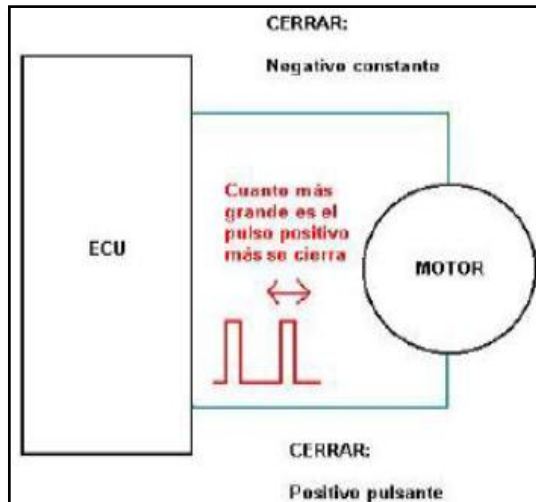 CERRAR:
Negativo constante
Cuanto más
grande es el
pulso positivo
más se cierra
ECU
MOTOR
CERRAR:
Positivo pulsante